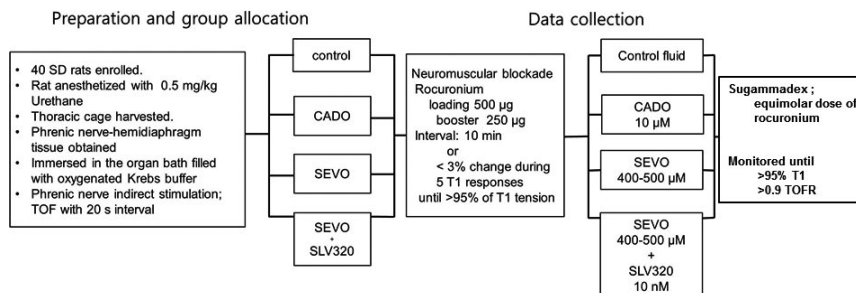 Preparation and group allocation
Data collection
• 40 SD rats enrolled.
• Rat anesthetized with 0.5 mg/kg
Urethane
• Thoracic cage harvested.
• Phrenic nerve-hemidiaphragm
tissue obtained
• Immersed in the organ bath filled
with oxygenated Krebs buffer
• Phrenic nerve indirect stimulation;
TOF with 20 s interval
control
CADO
SEVO
SEVO
+
SLV320
Neuromuscular blockade
Rocuronium
loading 500 µg
booster 250 µg
Interval: 10 min
or
< 3% change during
5 T1 responses
until >95% of T1 tension
Control fluid
CADO
10 µM
SEVO
400-500 µM
SEVO
400-500 µM
+
SLV320
10 nM
Sugammadex ;
equimolar dose of
rocuronium
Monitored until
>95% T1
>0.9 TOFR